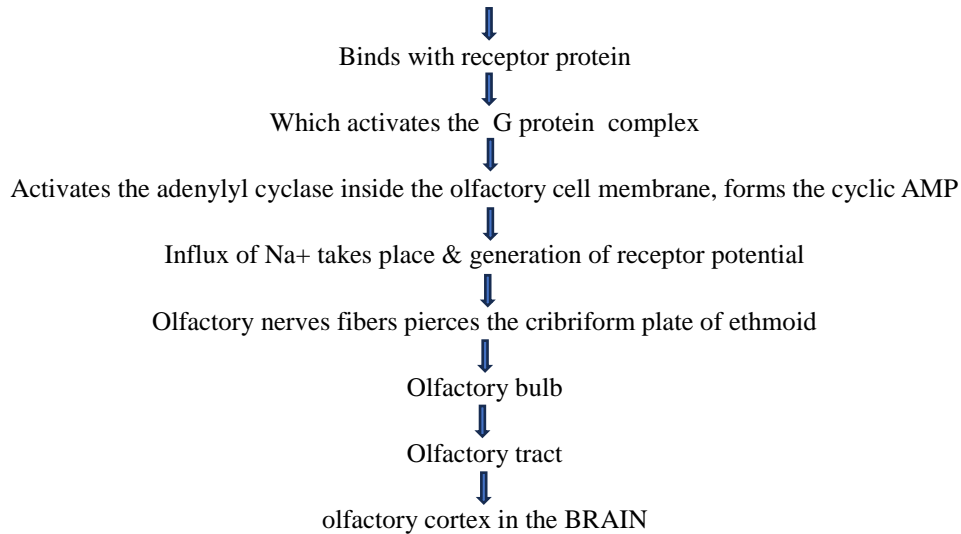 Binds with receptor protein
Which activates the G protein complex
Activates the adenylyl cyclase inside the olfactory cell membrane, forms the cyclic AMP
Influx of Na+ takes place & generation of receptor potential
Olfactory nerves fibers pierces the cribriform plate of ethmoid
Olfactory bulb
Olfactory tract
olfactory cortex in the BRAIN